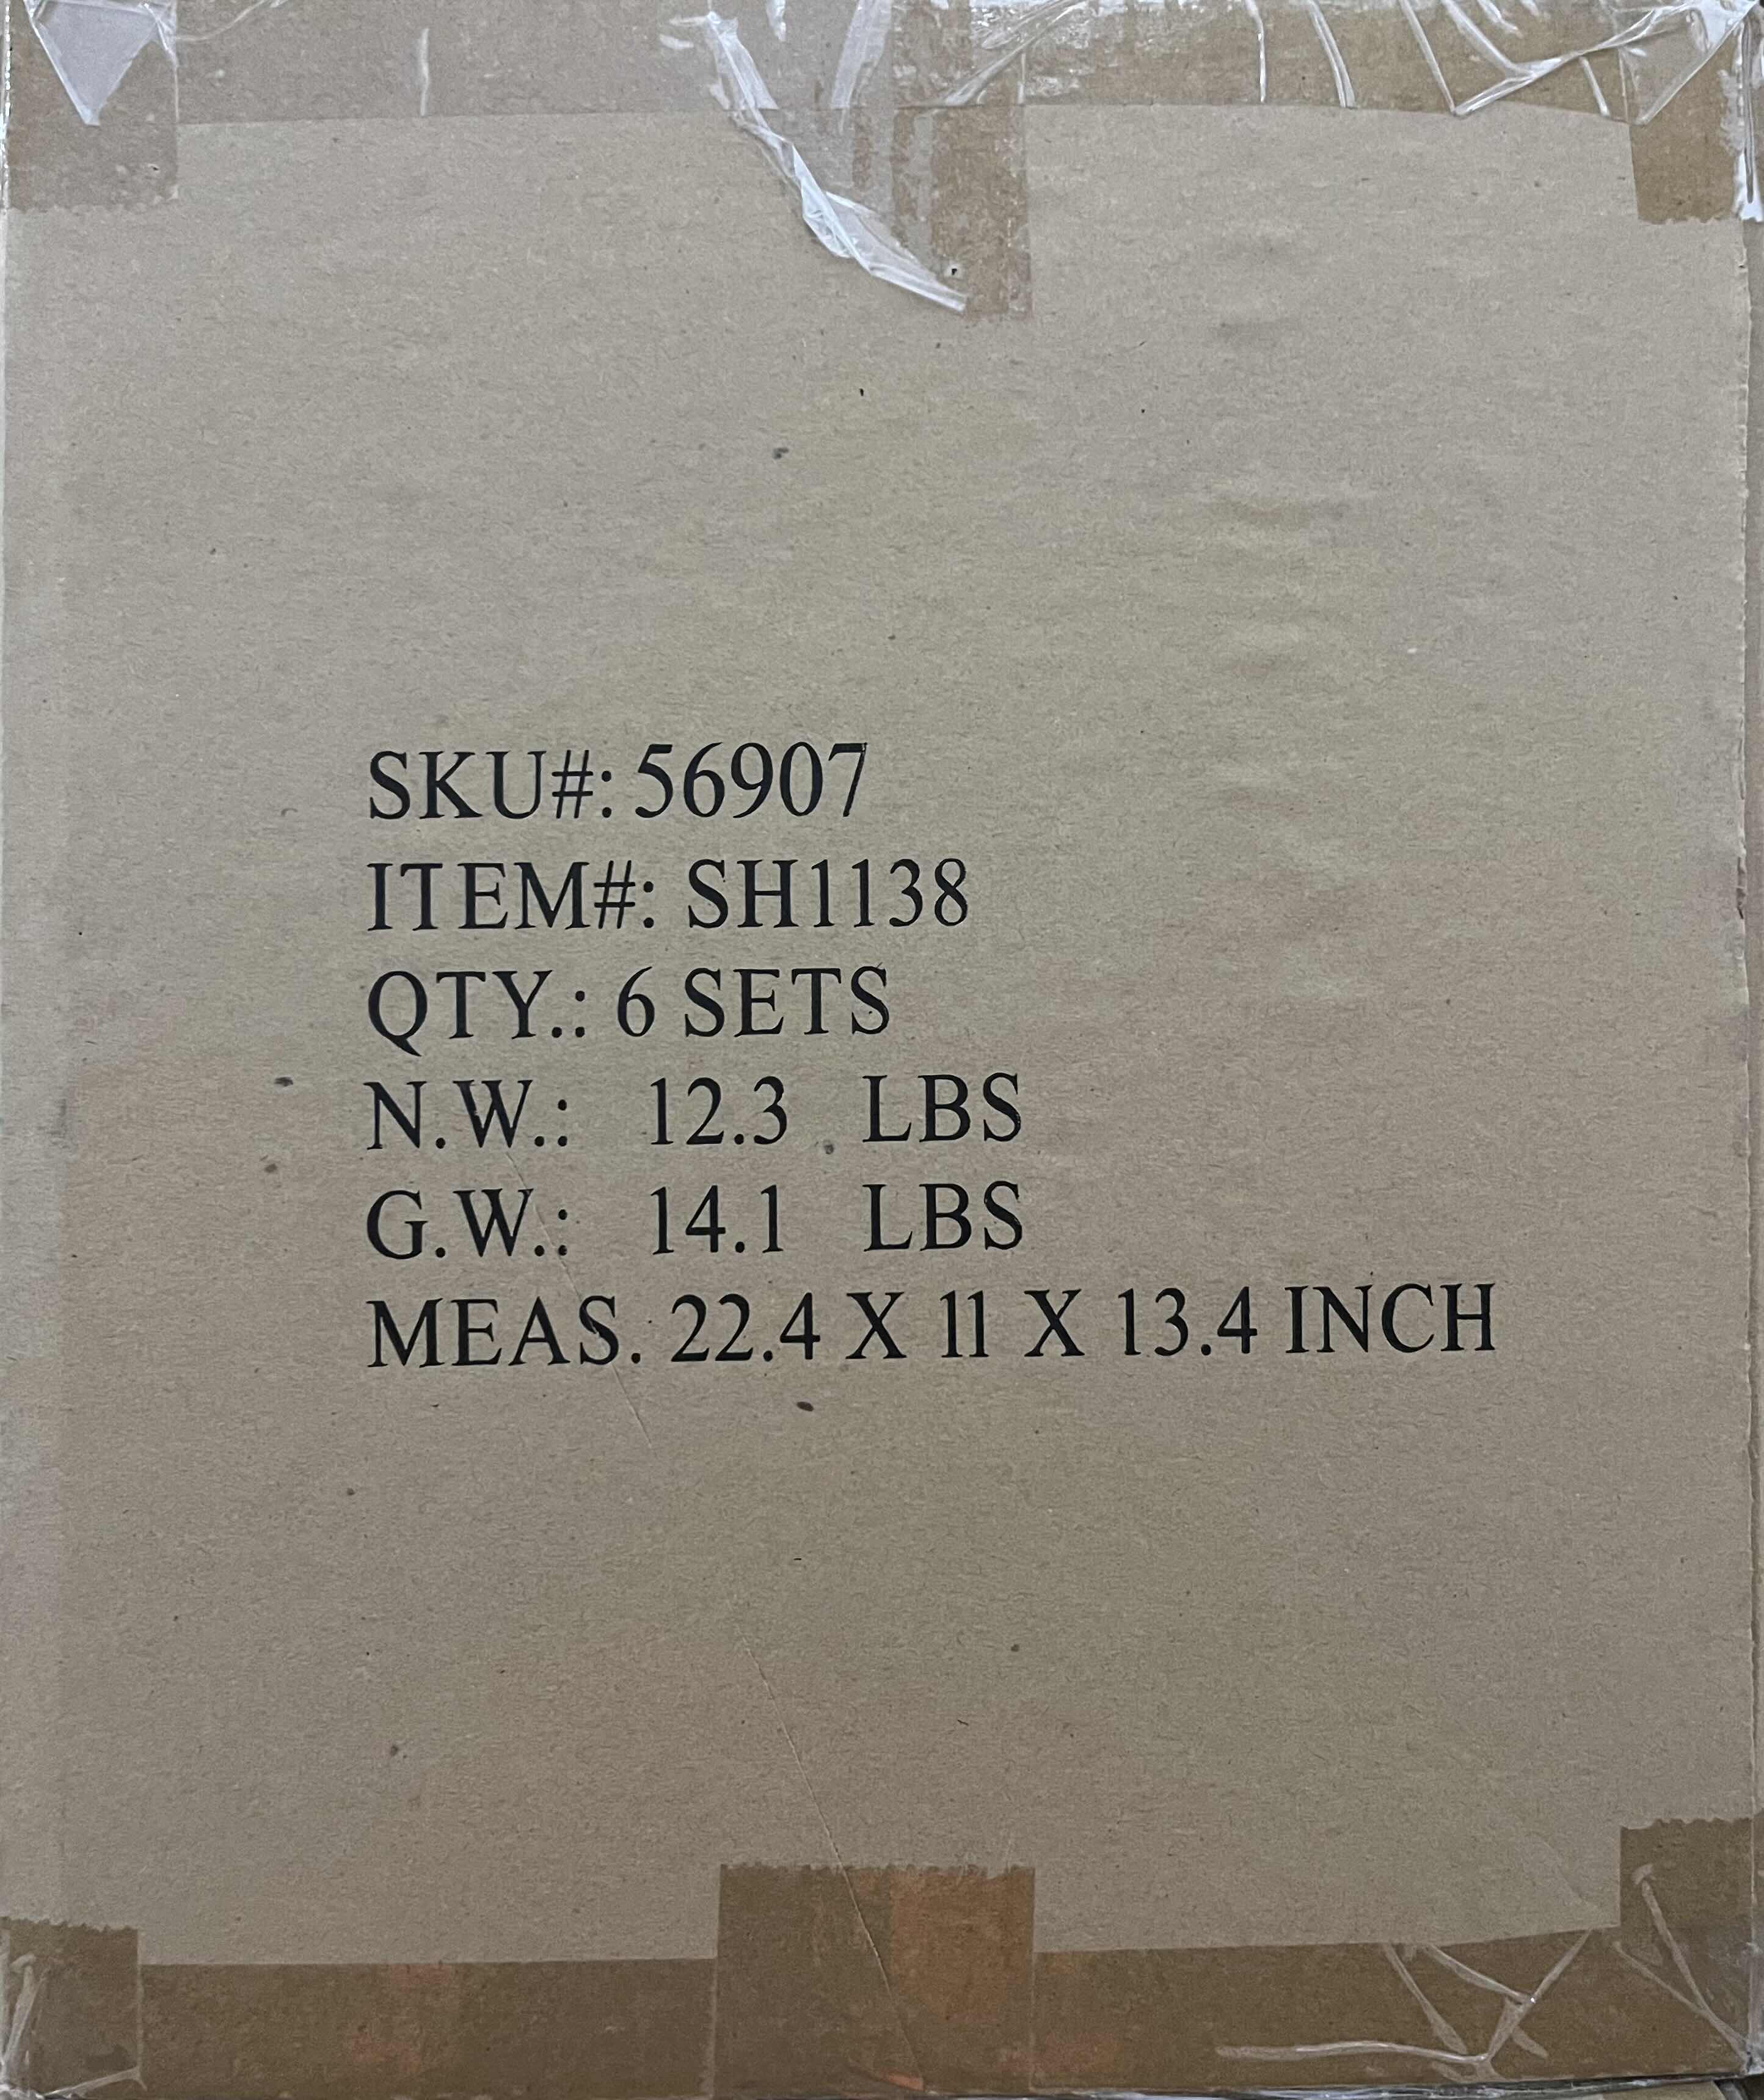 SKU#: 56907
ITEM#: SH1138
QTY.: 6 SETS
N.W.: 12.3 LBS
G.W.: 14.1 LBS
MEAS. 22.4 X 11 X 13.4 INCH